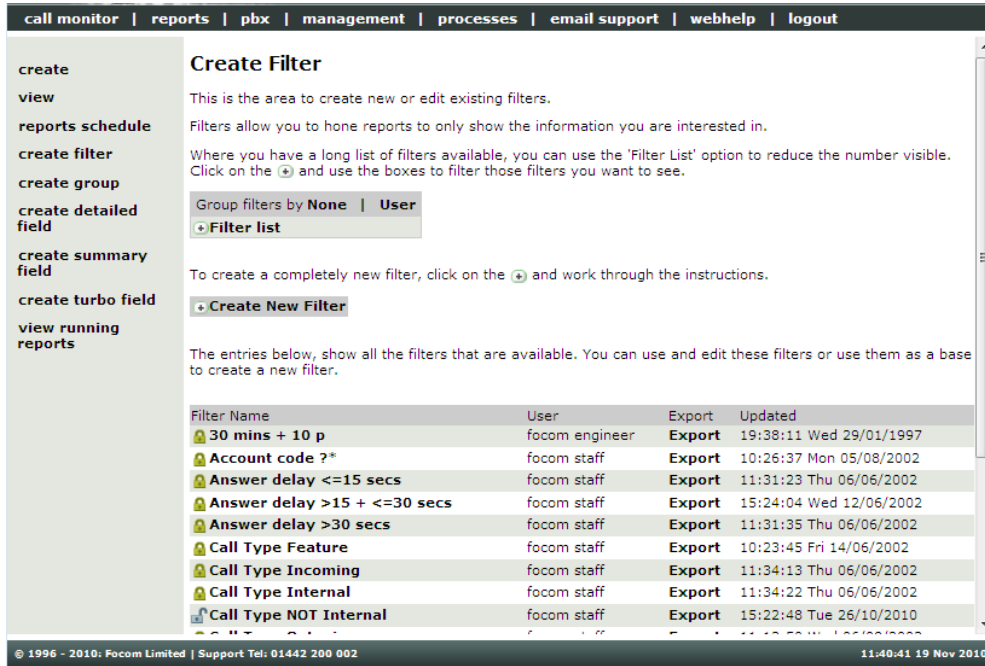 call monitor | reports | pbx | management | processes | email support | webhelp | logout
create
view
reports schedule
create filter
create group
create detailed
field
create summary
field
create turbo field
view running
reports
Create Filter
This is the area to create new or edit existing filters.
Filters allow you to hone reports to only show the information you are interested in.
Where you have a long list of filters available, you can use the 'Filter List' option to reduce the number visible.
Click on the + and use the boxes to filter those filters you want to see.
Group filters by None | User
+Filter list
To create a completely new filter, click on the + and work through the instructions.
+Create New Filter
The entries below, show all the filters that are available. You can use and edit these filters or use them as a base
to create a new filter.
Filter Name User Export Updated
30 mins + 10 p focom engineer Export 19:38:11 Wed 29/01/1997
Account code ?* focom staff Export 10:26:37 Mon 05/08/2002
Answer delay <=15 secs focom staff Export 11:31:23 Thu 06/06/2002
Answer delay >15 + <=30 secs focom staff Export 15:24:04 Wed 12/06/2002
Answer delay >30 secs focom staff Export 11:31:35 Thu 06/06/2002
Call Type Feature focom staff Export 10:23:45 Fri 14/06/2002
Call Type Incoming focom staff Export 11:34:13 Thu 06/06/2002
Call Type Internal focom staff Export 11:34:22 Thu 06/06/2002
Call Type NOT Internal focom staff Export 15:22:48 Tue 26/10/2010
© 1996 - 2010: Focom Limited | Support Tel: 01442 200 002 11:40:41 19 Nov 2010